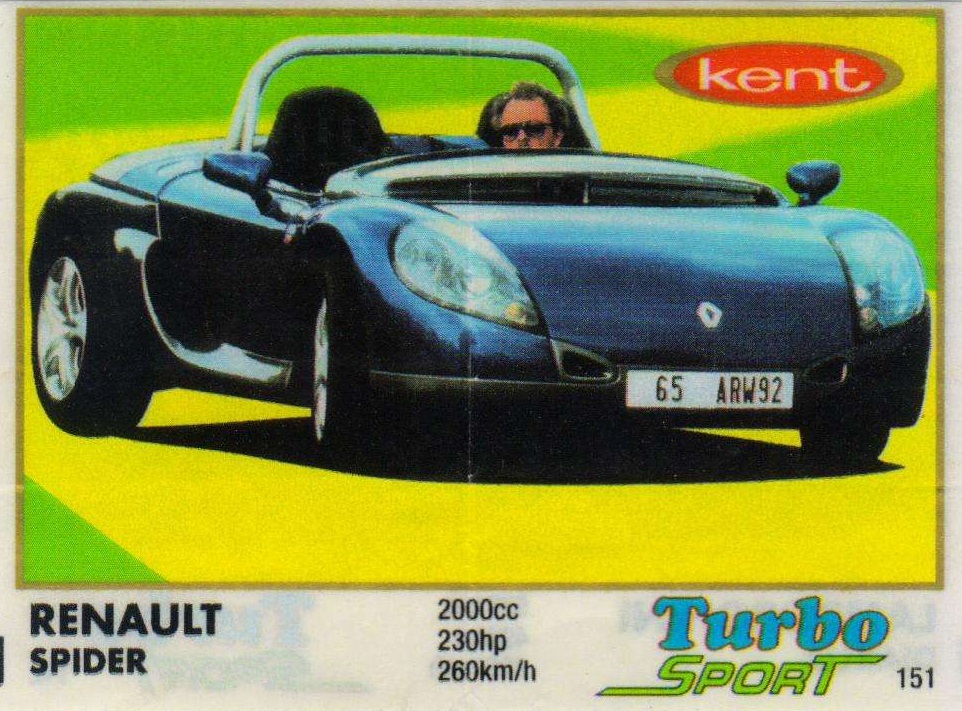 kent
65 ARW92
RENAULT
SPIDER
2000cc
230hp
260km/h
Turbo
SPORT
151